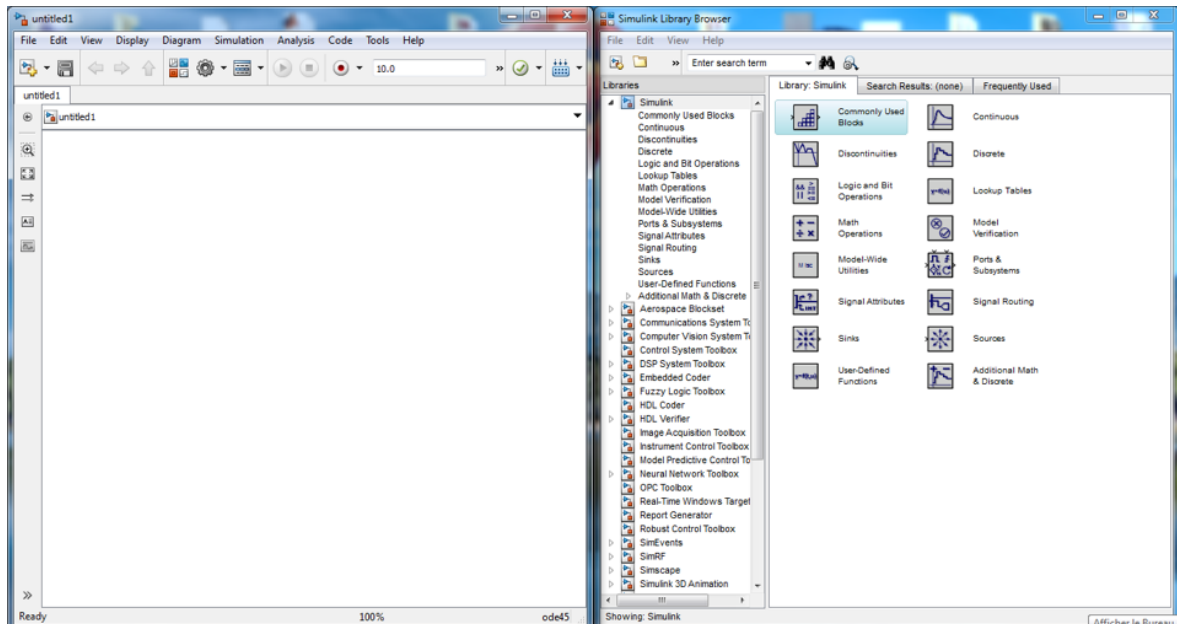 untitled1
File Edit View Display Diagram Simulation Analysis Code Tools Help
10.0
untitled1
untitled1
Ready 100% ode45
Simulink Library Browser
File Edit View Help
Enter search term
Libraries
Simulink
Commonly Used Blocks
Continuous
Discontinuities
Discrete
Logic and Bit Operations
Lookup Tables
Math Operations
Model Verification
Model-Wide Utilities
Ports & Subsystems
Signal Attributes
Signal Routing
Sinks
Sources
User-Defined Functions
Additional Math & Discrete
Aerospace Blockset
Communications System To
Computer Vision System T
Control System Toolbox
DSP System Toolbox
Embedded Coder
Fuzzy Logic Toolbox
HDL Coder
HDL Verifier
Image Acquisition Toolbox
Instrument Control Toolbox
Model Predictive Control To
Neural Network Toolbox
OPC Toolbox
Real-Time Windows Target
Report Generator
Robust Control Toolbox
SimEvents
SimRF
Simscape
Simulink 3D Animation
Library: Simulink Search Results: (none) Frequently Used
Commonly Used
Blocks
Continuous
Discontinuities
Discrete
Logic and Bit
Operations
Lookup Tables
Math
Operations
Model
Verification
Model-Wide
Utilities
Ports &
Subsystems
Signal Attributes
Signal Routing
Sinks
Sources
User-Defined
Functions
Additional Math
& Discrete
Showing: Simulink
Afficher le Bureau